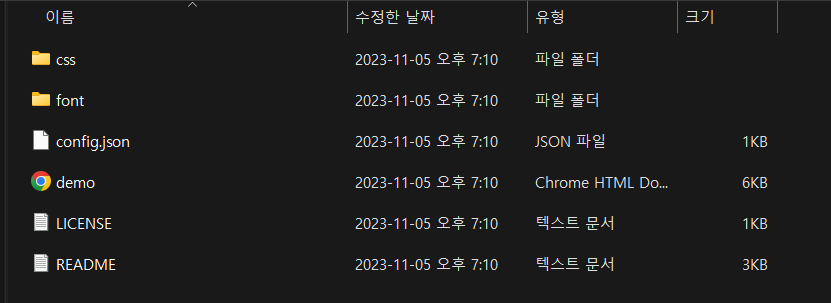 이름 수정한 날짜 유형 크기
css 2023-11-05 오후 7:10 파일 폴더
font 2023-11-05 오후 7:10 파일 폴더
config.json 2023-11-05 오후 7:10 JSON 파일 1KB
demo 2023-11-05 오후 7:10 Chrome HTML Do... 6KB
LICENSE 2023-11-05 오후 7:10 텍스트 문서 1KB
README 2023-11-05 오후 7:10 텍스트 문서 3KB